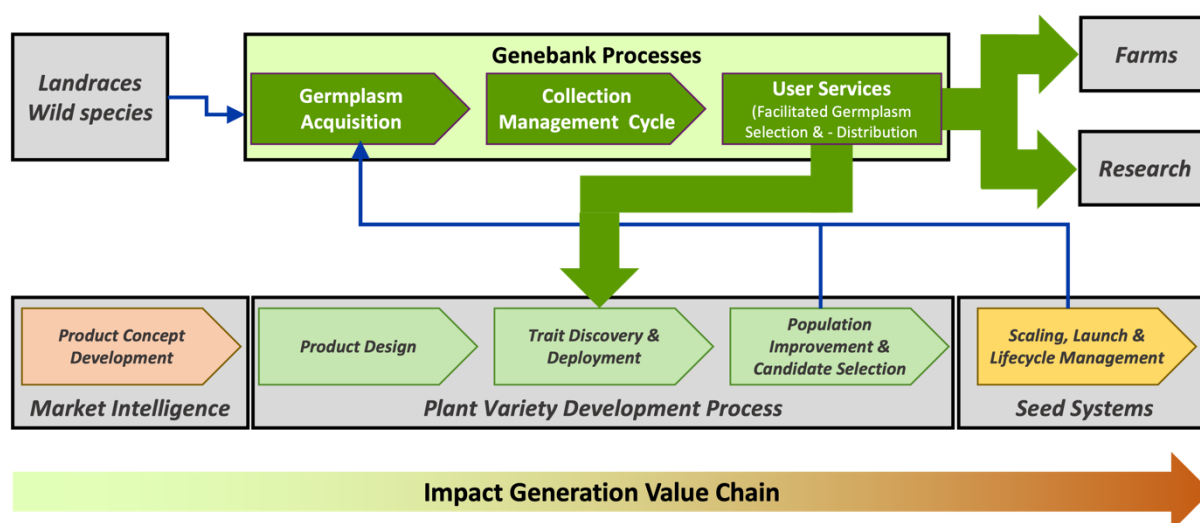 Landraces
Wild species
Genebank Processes
Germplasm
Acquisition
Collection
Management Cycle
User Services
(Facilitated Germplasm
Selection & - Distribution
Farms
Research
Product Concept
Development
Market Intelligence
Product Design
Trait Discovery &
Deployment
Population
Improvement &
Candidate Selection
Plant Variety Development Process
Scaling, Launch &
Lifecycle Management
Seed Systems
Impact Generation Value Chain